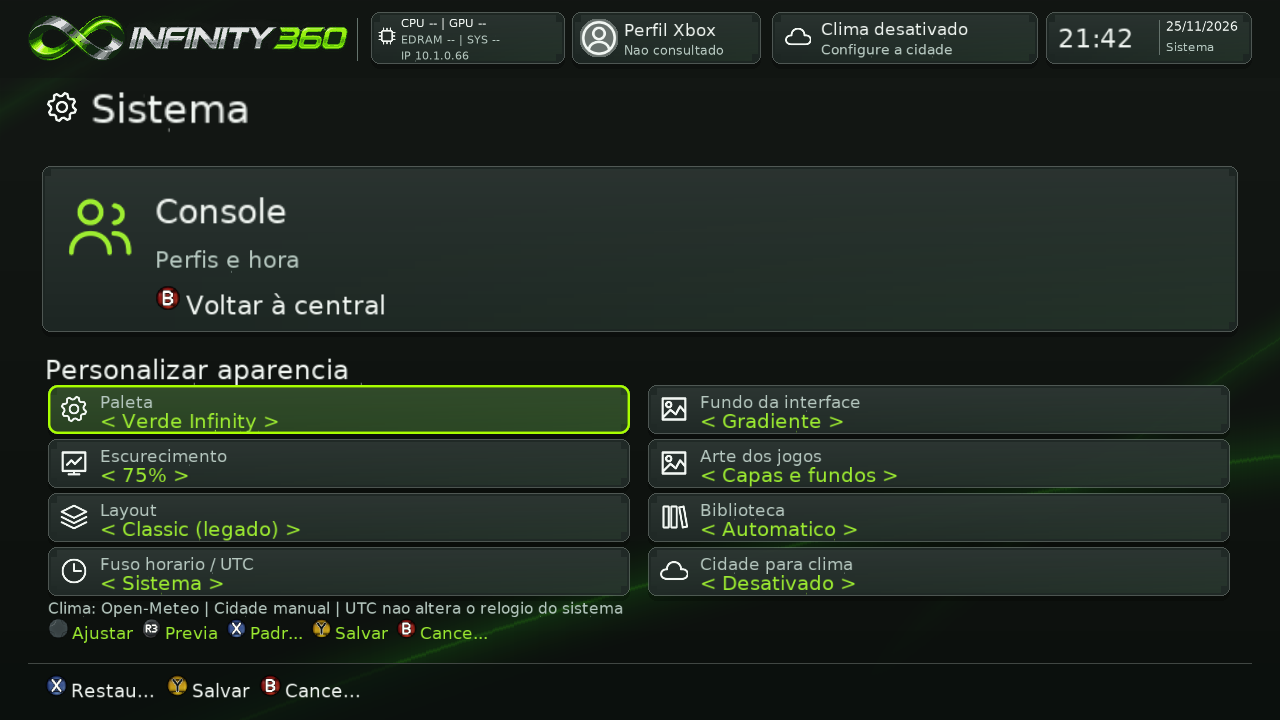 INFINITY 360
CPU -- | GPU --
EDRAM -- | SYS --
IP 10.1.0.66
Perfil Xbox
Nao consultado
Clima desativado
Configure a cidade
21:42
25/11/2026
Sistema
Sistema
Console
Perfis e hora
B Voltar à central
Personalizar aparencia
Paleta
< Verde Infinity >
Fundo da interface
< Gradiente >
Escurecimento
< 75% >
Arte dos jogos
< Capas e fundos >
Layout
< Classic (legado) >
Biblioteca
< Automatico >
Fuso horario / UTC
< Sistema >
Cidade para clima
< Desativado >
Clima: Open-Meteo | Cidade manual | UTC nao altera o relogio do sistema
Ajustar R3 Previa X Padr... Y Salvar B Cance...
X Restau... Y Salvar B Cance...